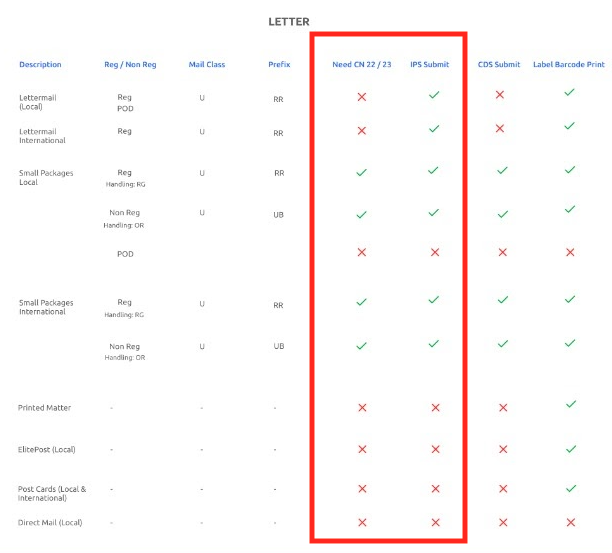 LETTER
Description Reg / Non Reg Mail Class Prefix Need CN 22 / 23 IPS Submit CDS Submit Label Barcode Print
Lettermail Reg U RR
(Local) POD
Lettermail Reg U RR
International
Small Packages Reg U RR
Local Handling: RG
Non Reg U UB
Handling: OR
POD
Small Packages Reg U RR
International Handling: RG
Non Reg U UB
Handling: OR
Printed Matter - - -
ElitePost (Local) - - -
Post Cards (Local & - - -
International)
Direct Mail (Local) - - -